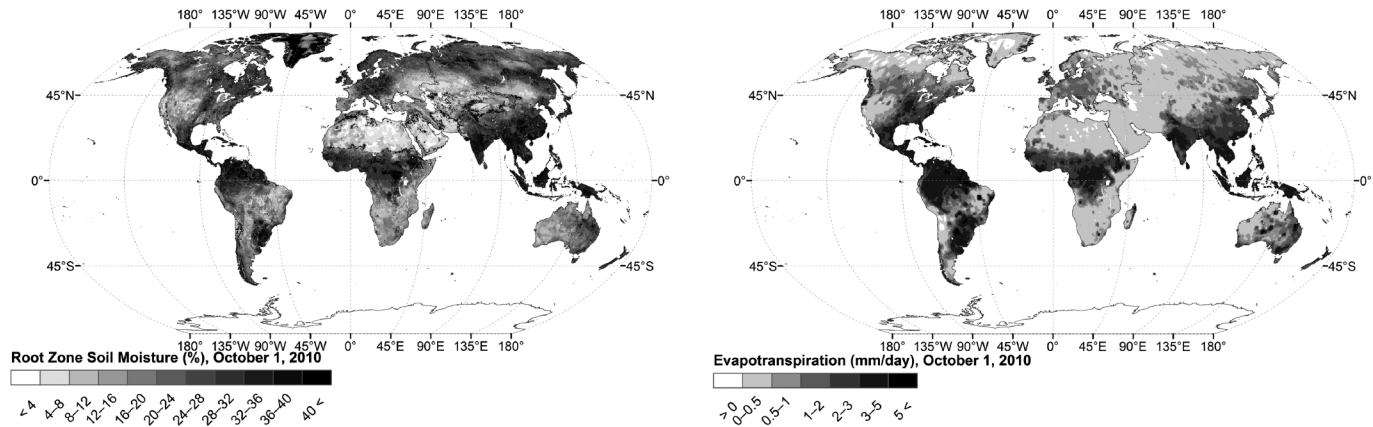 180° 135°W 90°W 45°W 0° 45°E 90°E 135°E 180°
45°N 45°N
0° 0°
45°S 45°S
180° 135°W 90°W 45°W 0° 45°E 90°E 135°E 180°
Root Zone Soil Moisture (%), October 1, 2010
< 4 4–8 8–12 12–16 16–20 20–24 24–28 28–32 32–36 36–40 40 <
180° 135°W 90°W 45°W 0° 45°E 90°E 135°E 180°
45°N 45°N
0° 0°
45°S 45°S
180° 135°W 90°W 45°W 0° 45°E 90°E 135°E 180°
Evapotranspiration (mm/day), October 1, 2010
> 0 0–0.5 0.5–1 1–2 2–3 3–5 5 <